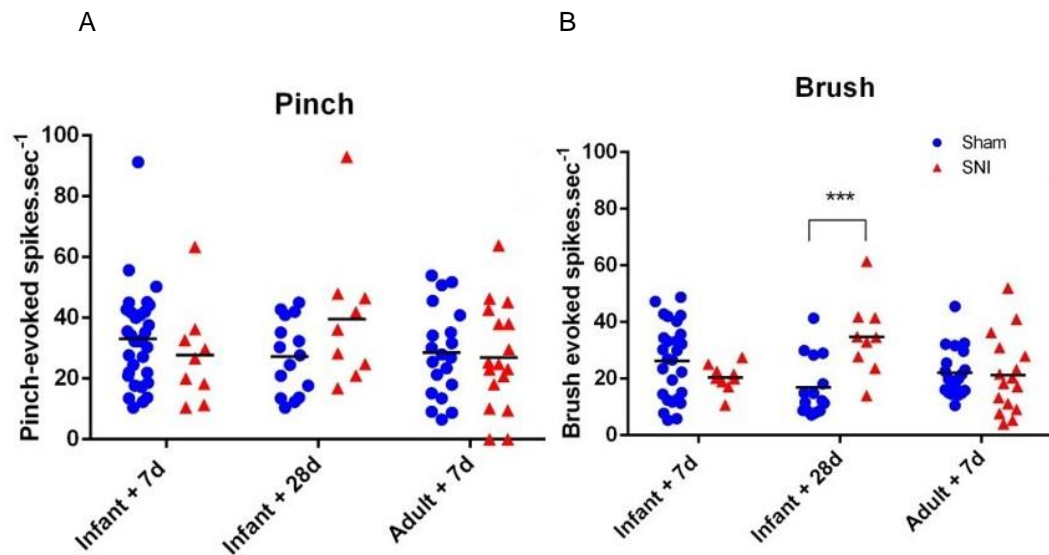 A
B
Pinch
Brush
Pinch-evoked spikes.sec⁻¹
100
80
60
40
20
0
Infant + 7d
Infant + 28d
Adult + 7d
Brush evoked spikes.sec⁻¹
100
80
60
40
20
0
Sham
SNI
***
Infant + 7d
Infant + 28d
Adult + 7d